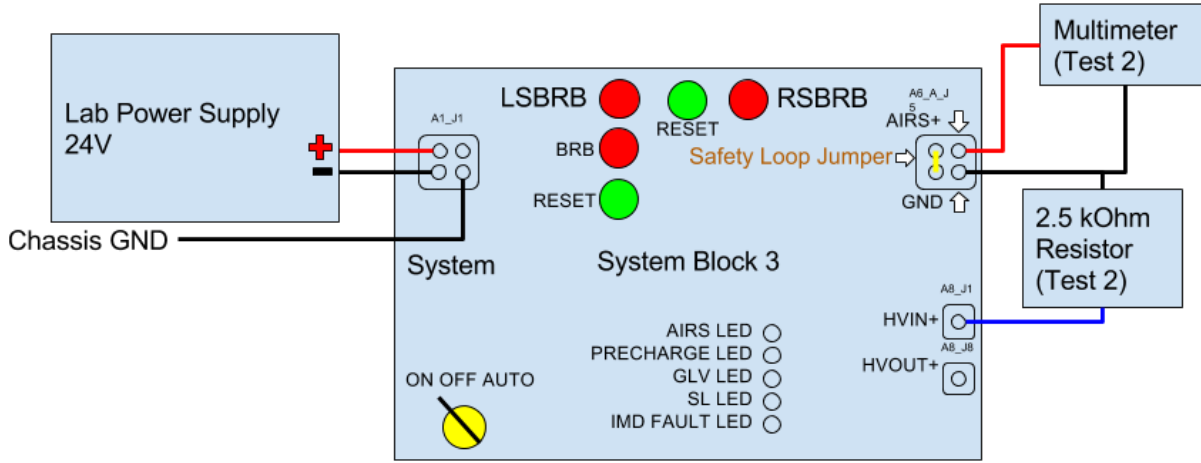 Lab Power Supply
24V
+
-
Chassis GND
A1_J1
System
LSBRB
RESET
RSBRB
BRB
RESET
A6_A_J
5
AIRS+
Safety Loop Jumper
GND
Multimeter
(Test 2)
2.5 kOhm
Resistor
(Test 2)
System Block 3
A8_J1
HVIN+
A8_J8
HVOUT+
AIRS LED
PRECHARGE LED
GLV LED
SL LED
IMD FAULT LED
ON OFF AUTO